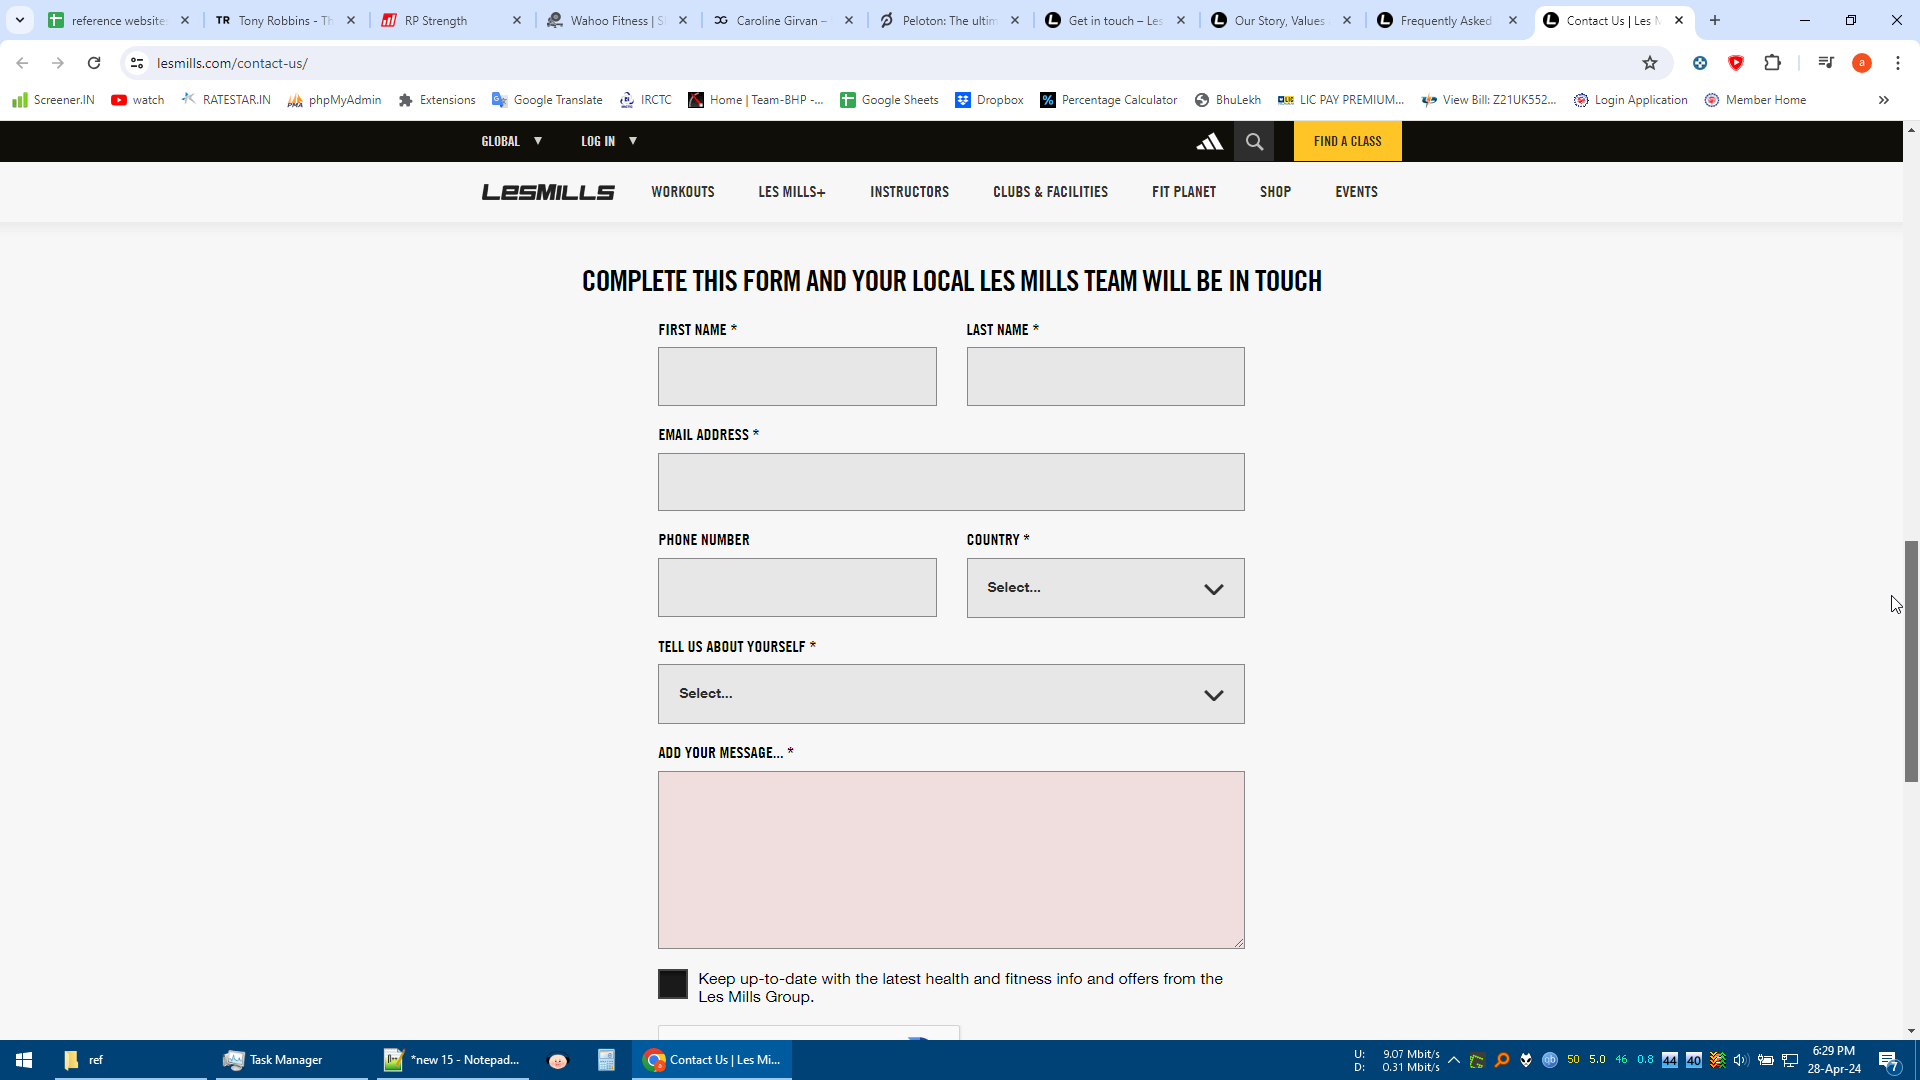 reference website
Tony Robbins - Th
RP Strength
Wahoo Fitness | S
Caroline Girvan –
Peloton: The ultim
Get in touch – Les
Our Story, Values
Frequently Asked
Contact Us | Les M
lesmills.com/contact-us/
a
Screener.IN
watch
RATESTAR.IN
phpMyAdmin
Extensions
Google Translate
IRCTC
Home | Team-BHP -...
Google Sheets
Dropbox
Percentage Calculator
BhuLekh
LIC PAY PREMIUM...
View Bill: Z21UK552...
Login Application
Member Home
GLOBAL
LOG IN
FIND A CLASS
LESMILLS
WORKOUTS
LES MILLS+
INSTRUCTORS
CLUBS & FACILITIES
FIT PLANET
SHOP
EVENTS
COMPLETE THIS FORM AND YOUR LOCAL LES MILLS TEAM WILL BE IN TOUCH
FIRST NAME *
LAST NAME *
EMAIL ADDRESS *
PHONE NUMBER
COUNTRY *
Select...
TELL US ABOUT YOURSELF *
Select...
ADD YOUR MESSAGE... *
Keep up-to-date with the latest health and fitness info and offers from the
Les Mills Group.
ref
Task Manager
*new 15 - Notepad...
Contact Us | Les Mi...
U: 9.07 Mbit/s
D: 0.31 Mbit/s
50 5.0 46 0.8 44 40
6:29 PM
28-Apr-24
7